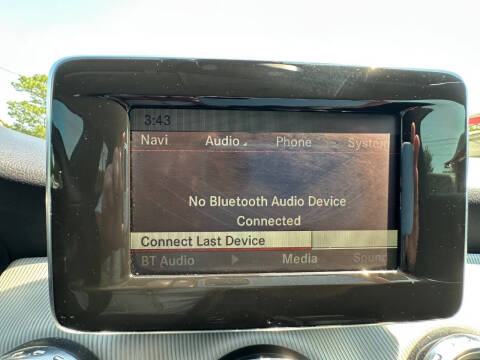 3:43
Navi Audio Phone System
No Bluetooth Audio Device
Connected
Connect Last Device
BT Audio Media Sound